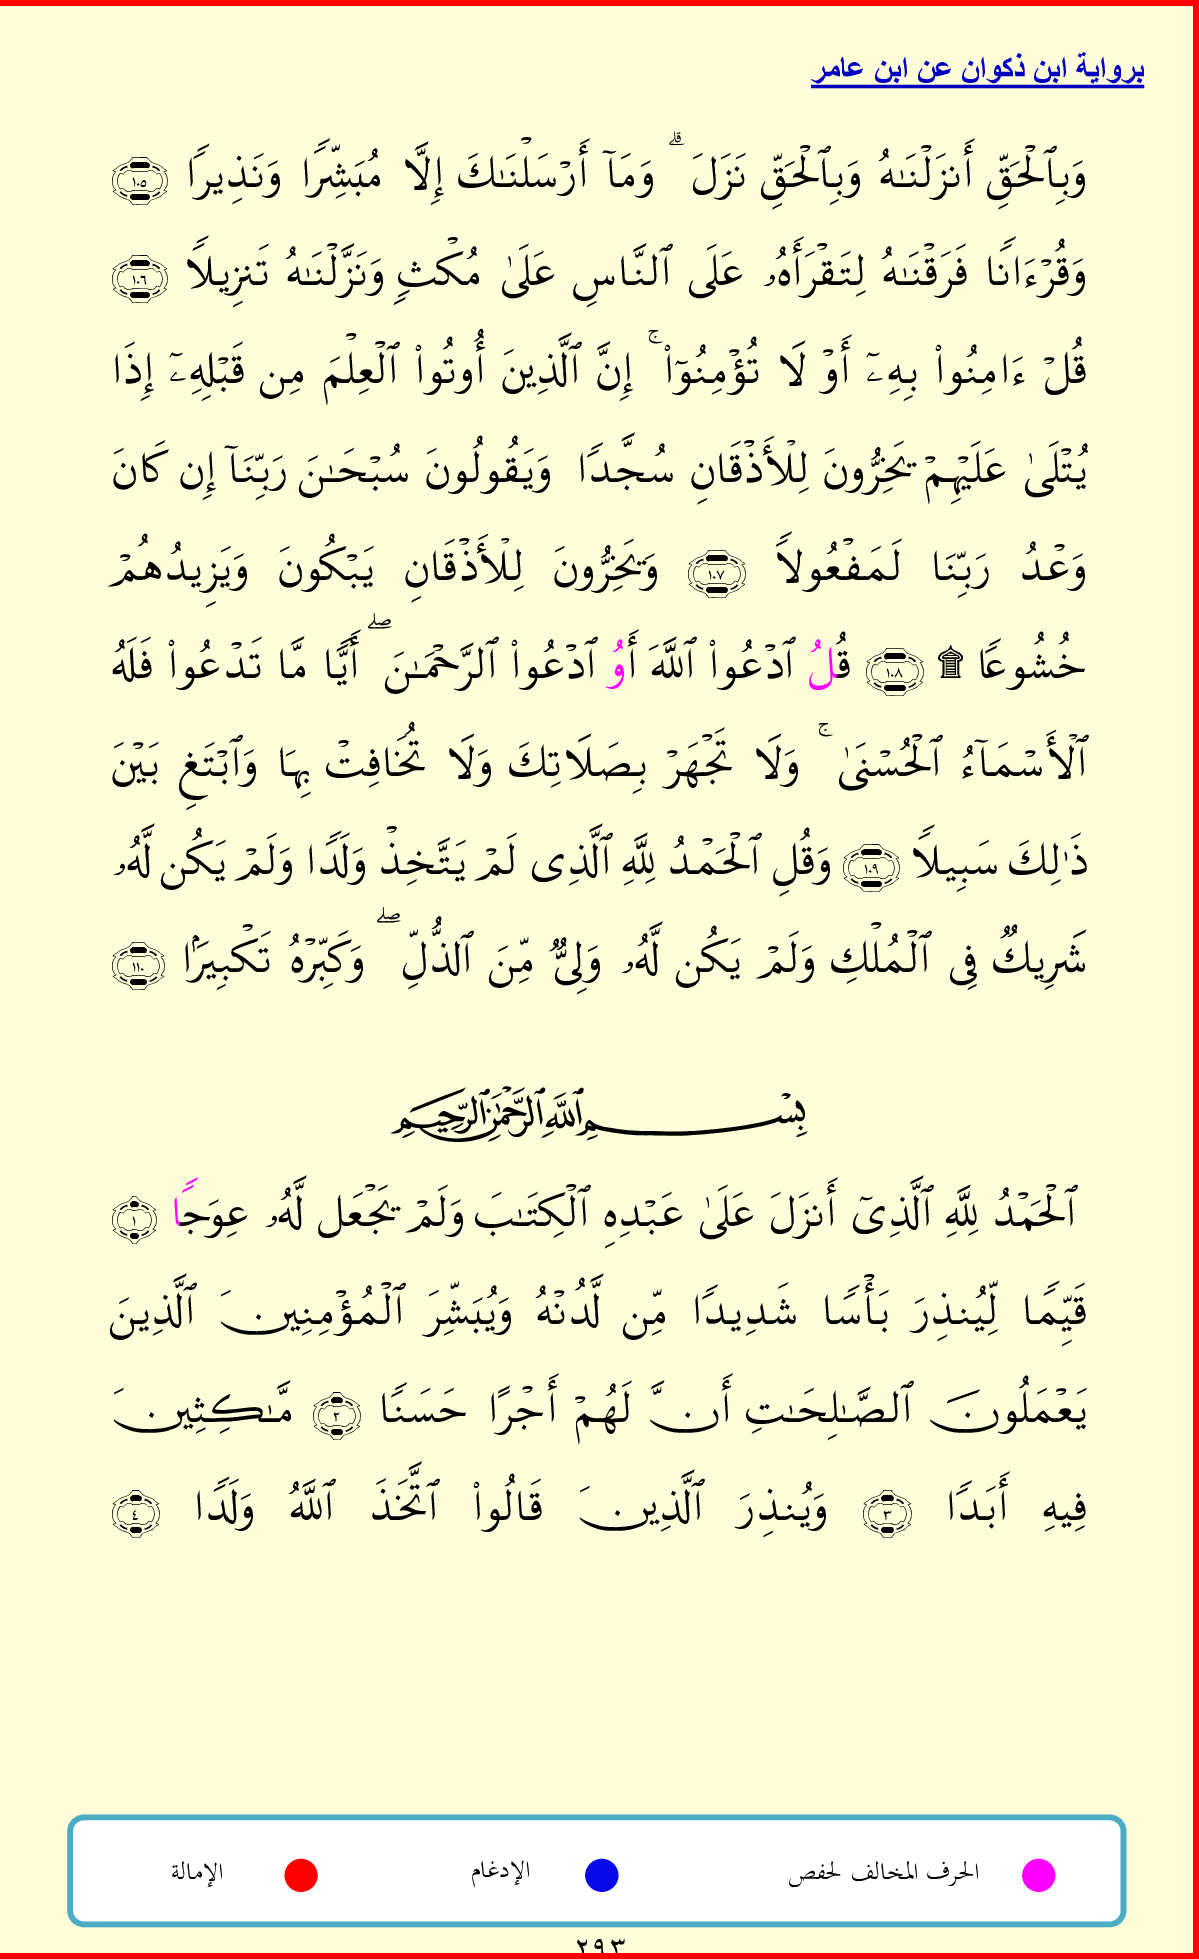 برواية ابن ذكوان عن ابن عامر
وَبِٱلْحَقِّ أَنزَلْنَـٰهُ وَبِٱلْحَقِّ نَزَلَ ۗ وَمَآ أَرْسَلْنَـٰكَ إِلَّا مُبَشِّرًا وَنَذِيرًا ١٠٥
وَقُرْءَانًا فَرَقْنَـٰهُ لِتَقْرَأَهُۥ عَلَى ٱلنَّاسِ عَلَىٰ مُكْثٍ وَنَزَّلْنَـٰهُ تَنزِيلًا ١٠٦
قُلْ ءَامِنُوا۟ بِهِۦٓ أَوْ لَا تُؤْمِنُوٓا۟ ۚ إِنَّ ٱلَّذِينَ أُوتُوا۟ ٱلْعِلْمَ مِن قَبْلِهِۦٓ إِذَا
يُتْلَىٰ عَلَيْهِمْ يَخِرُّونَ لِلْأَذْقَانِ سُجَّدًا وَيَقُولُونَ سُبْحَـٰنَ رَبِّنَآ إِن كَانَ
وَعْدُ رَبِّنَا لَمَفْعُولًا ١٠٧ وَيَخِرُّونَ لِلْأَذْقَانِ يَبْكُونَ وَيَزِيدُهُمْ
خُشُوعًا ۩ ١٠٨ قُلُ ٱدْعُوا۟ ٱللَّهَ أَوُ ٱدْعُوا۟ ٱلرَّحْمَـٰنَ ۖ أَيًّا مَّا تَدْعُوا۟ فَلَهُ
ٱلْأَسْمَآءُ ٱلْحُسْنَىٰ ۚ وَلَا تَجْهَرْ بِصَلَاتِكَ وَلَا تُخَافِتْ بِهَا وَٱبْتَغِ بَيْنَ
ذَٰلِكَ سَبِيلًا ١٠٩ وَقُلِ ٱلْحَمْدُ لِلَّهِ ٱلَّذِى لَمْ يَتَّخِذْ وَلَدًا وَلَمْ يَكُن لَّهُۥ
شَرِيكٌ فِى ٱلْمُلْكِ وَلَمْ يَكُن لَّهُۥ وَلِىٌّ مِّنَ ٱلذُّلِّ ۖ وَكَبِّرْهُ تَكْبِيرًۢا ١١٠
بِسْمِ ٱللَّهِ ٱلرَّحْمَـٰنِ ٱلرَّحِيمِ
ٱلْحَمْدُ لِلَّهِ ٱلَّذِىٓ أَنزَلَ عَلَىٰ عَبْدِهِ ٱلْكِتَـٰبَ وَلَمْ يَجْعَل لَّهُۥ عِوَجًا ١
قَيِّمًا لِّيُنذِرَ بَأْسًا شَدِيدًا مِّن لَّدُنْهُ وَيُبَشِّرَ ٱلْمُؤْمِنِينَ ٱلَّذِينَ
يَعْمَلُونَ ٱلصَّـٰلِحَـٰتِ أَنَّ لَهُمْ أَجْرًا حَسَنًا ٢ مَّـٰكِثِينَ
فِيهِ أَبَدًا ٣ وَيُنذِرَ ٱلَّذِينَ قَالُوا۟ ٱتَّخَذَ ٱللَّهُ وَلَدًا ٤
الحرف المخالف لحفص الإدغام الإمالة
٢٩٣